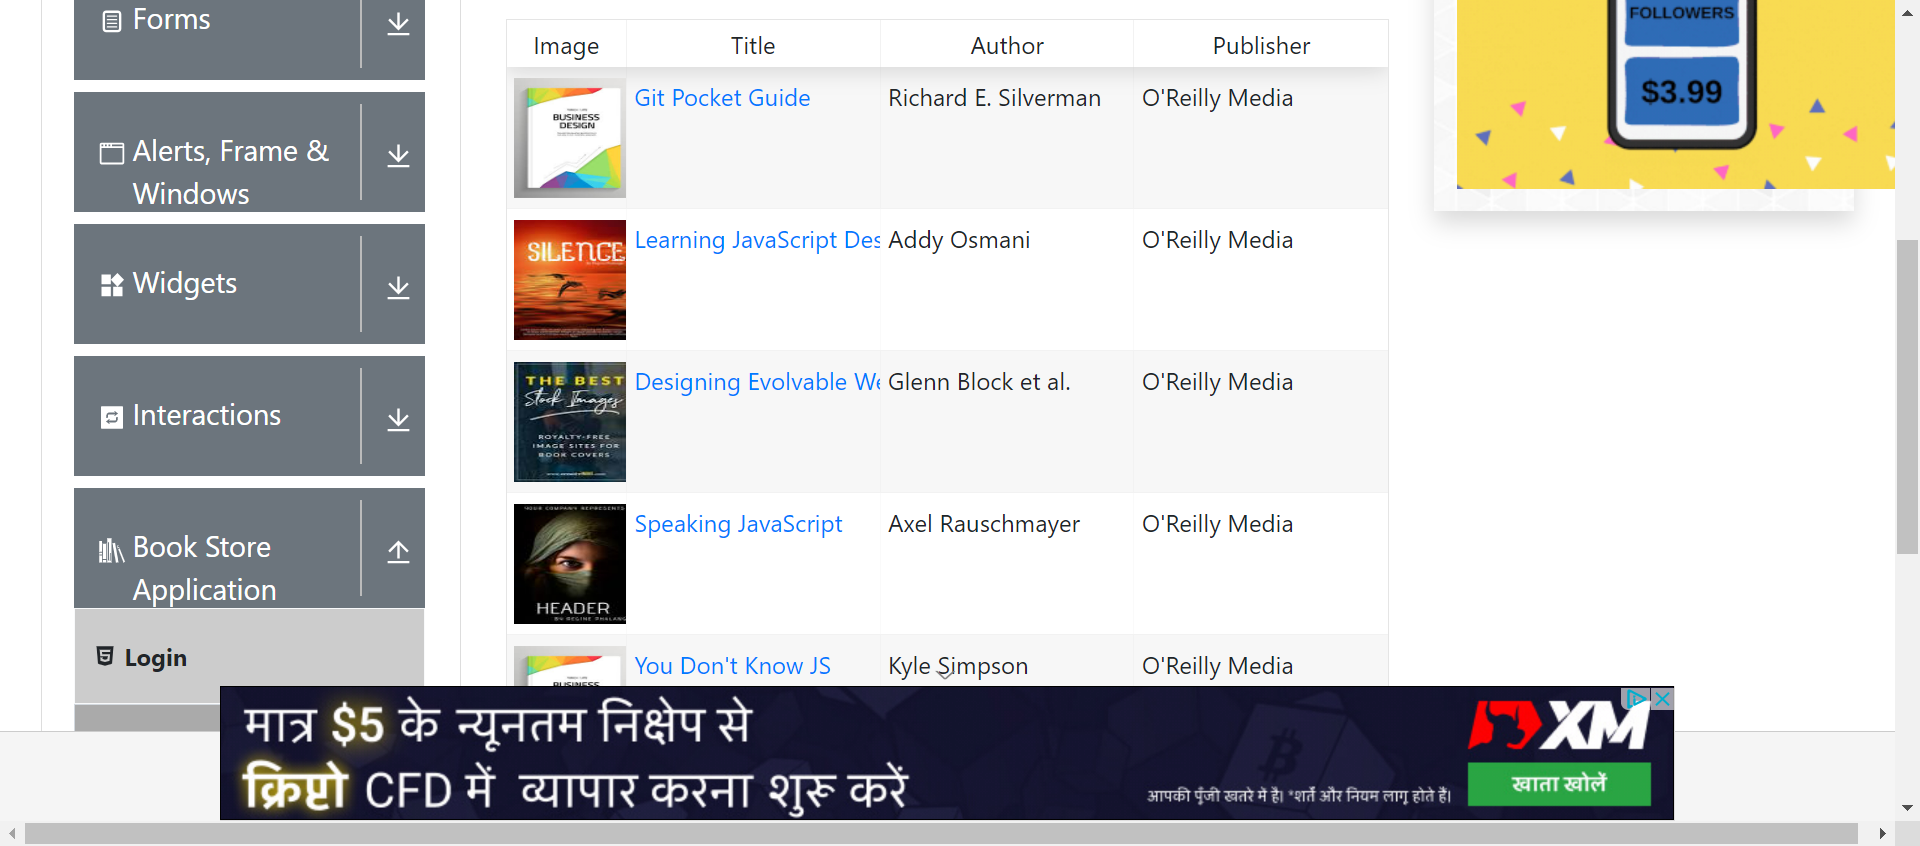 Forms
Alerts, Frame &
Windows
Widgets
Interactions
Book Store
Application
Login
Image Title Author Publisher
BUSINESS
DESIGN
Git Pocket Guide Richard E. Silverman O'Reilly Media
SILENCE
Learning JavaScript Des Addy Osmani O'Reilly Media
THE BEST
Stock Images
ROYALTY-FREE
IMAGE SITES FOR
BOOK COVERS
Designing Evolvable We Glenn Block et al. O'Reilly Media
YOUR COMPANY REPRESENTS
HEADER
Speaking JavaScript Axel Rauschmayer O'Reilly Media
BUSINESS
You Don't Know JS Kyle Simpson O'Reilly Media
FOLLOWERS
$3.99
मात्र $5 के न्यूनतम निक्षेप से
क्रिप्टो CFD में व्यापार करना शुरू करें
आपकी पूँजी खतरे में है। *शर्तें और नियम लागू होते हैं।
XM
खाता खोलें